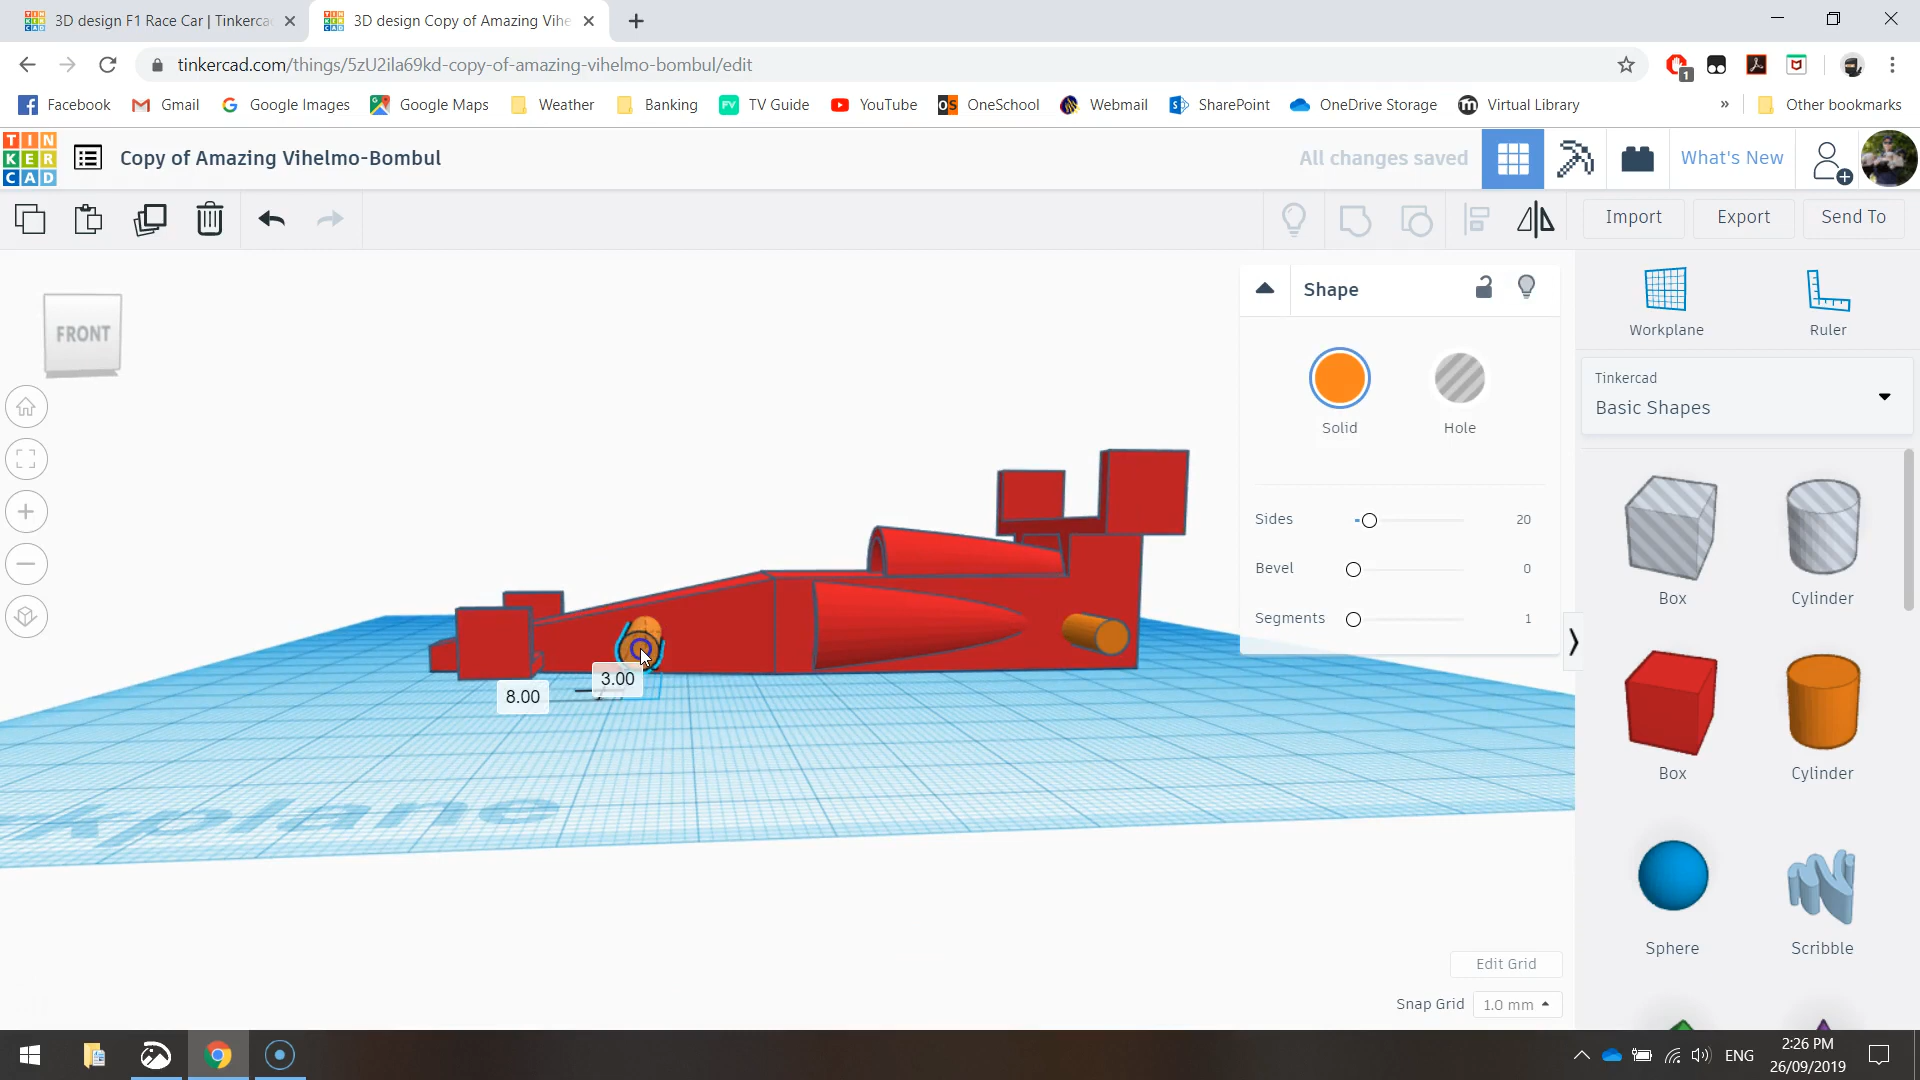 3D design F1 Race Car | Tinkerca
3D design Copy of Amazing Vihe
tinkercad.com/things/5zU2ila69kd-copy-of-amazing-vihelmo-bombul/edit
1
Facebook
Gmail
Google Images
Google Maps
Weather
Banking
TV Guide
YouTube
OneSchool
Webmail
SharePoint
OneDrive Storage
Virtual Library
»
Other bookmarks
TIN
KER
CAD
Copy of Amazing Vihelmo-Bombul
All changes saved
What's New
Import
Export
Send To
FRONT
Shape
Solid
Hole
Sides 20
Bevel 0
Segments 1
Workplane
Ruler
Tinkercad
Basic Shapes
Box
Cylinder
Box
Cylinder
Sphere
Scribble
3.00
8.00
kplane
Edit Grid
Snap Grid 1.0 mm
ENG
2:26 PM
26/09/2019